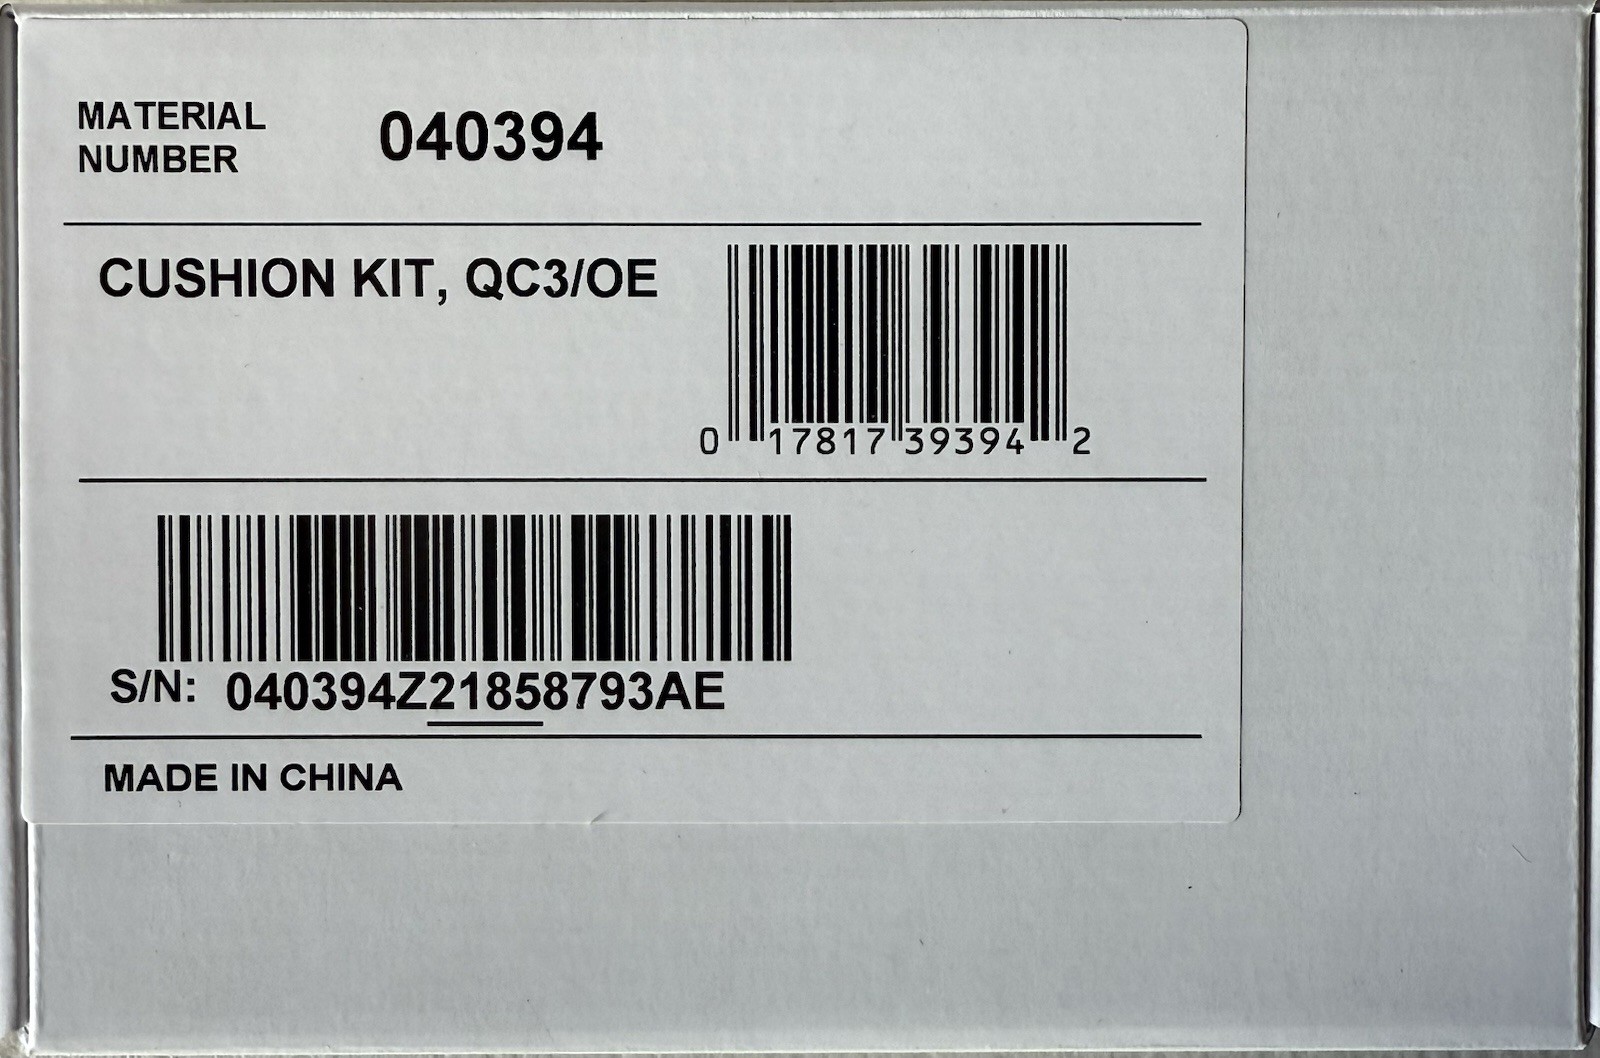 MATERIAL
NUMBER
040394
CUSHION KIT, QC3/OE
0 17817 39394 2
S/N: 040394Z21858793AE
MADE IN CHINA